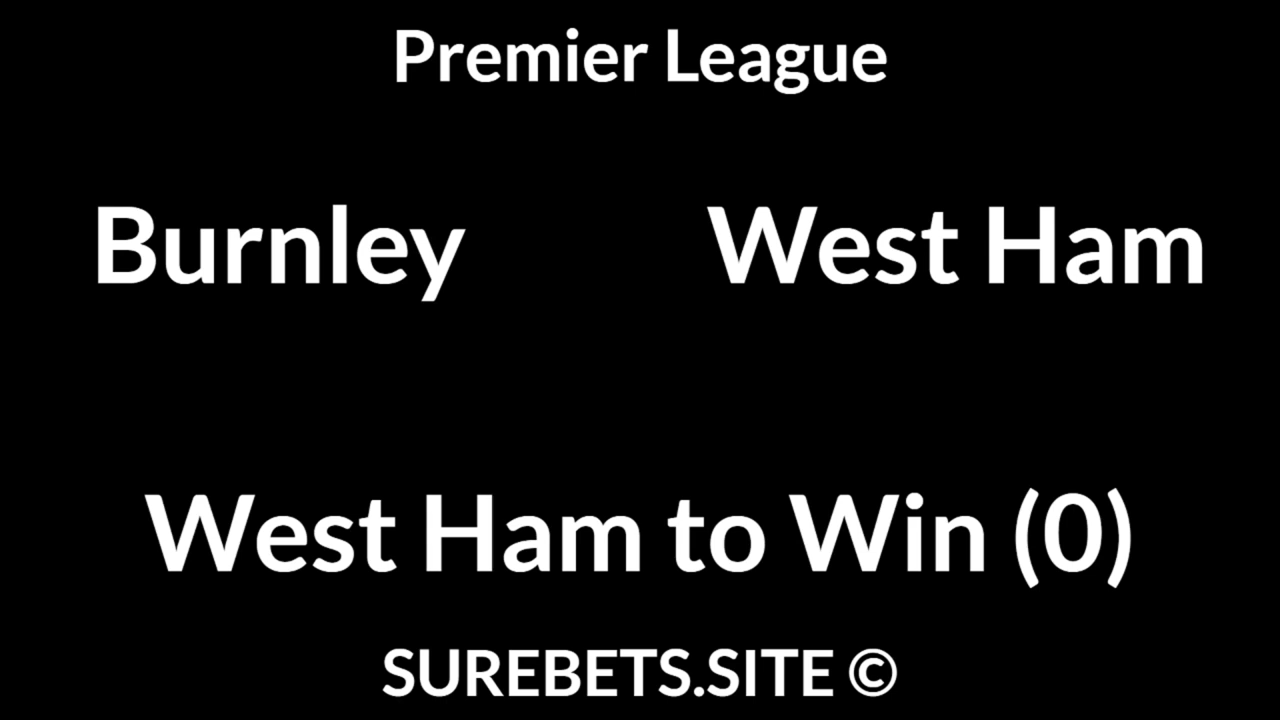 Premier League
Burnley West Ham
West Ham to Win (0)
SUREBETS.SITE ©